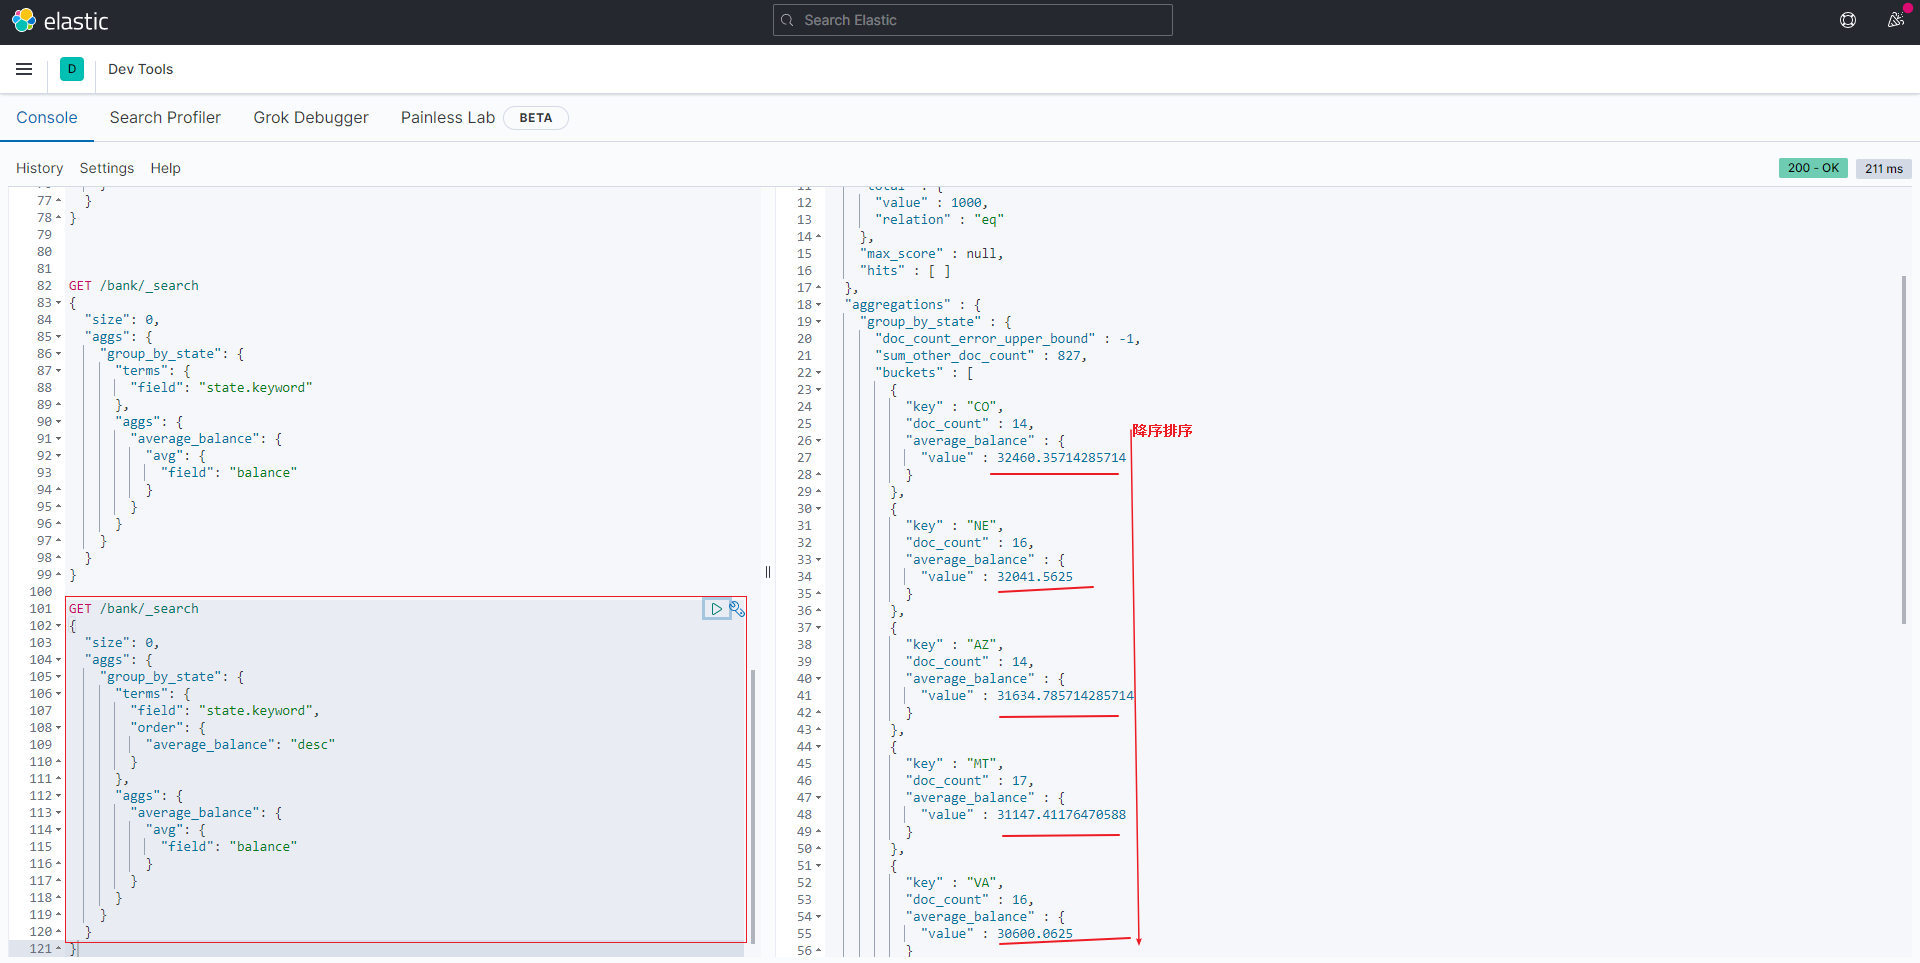 elastic
Search Elastic
D
Dev Tools
Console
Search Profiler
Grok Debugger
Painless Lab
BETA
History
Settings
Help
200 - OK
211 ms
77 }
78 }
79
80
81
82 GET /bank/_search
83 {
84 "size": 0,
85 "aggs": {
86 "group_by_state": {
87 "terms": {
88 "field": "state.keyword"
89 },
90 "aggs": {
91 "average_balance": {
92 "avg": {
93 "field": "balance"
94 }
95 }
96 }
97 }
98 }
99 }
100
101 GET /bank/_search
102 {
103 "size": 0,
104 "aggs": {
105 "group_by_state": {
106 "terms": {
107 "field": "state.keyword",
108 "order": {
109 "average_balance": "desc"
110 }
111 },
112 "aggs": {
113 "average_balance": {
114 "avg": {
115 "field": "balance"
116 }
117 }
118 }
119 }
120 }
121 }
11 "total" : {
12 "value" : 1000,
13 "relation" : "eq"
14 },
15 "max_score" : null,
16 "hits" : [ ]
17 },
18 "aggregations" : {
19 "group_by_state" : {
20 "doc_count_error_upper_bound" : -1,
21 "sum_other_doc_count" : 827,
22 "buckets" : [
23 {
24 "key" : "CO",
25 "doc_count" : 14,
26 "average_balance" : {
27 "value" : 32460.35714285714
28 }
29 },
30 {
31 "key" : "NE",
32 "doc_count" : 16,
33 "average_balance" : {
34 "value" : 32041.5625
35 }
36 },
37 {
38 "key" : "AZ",
39 "doc_count" : 14,
40 "average_balance" : {
41 "value" : 31634.785714285714
42 }
43 },
44 {
45 "key" : "MT",
46 "doc_count" : 17,
47 "average_balance" : {
48 "value" : 31147.41176470588
49 }
50 },
51 {
52 "key" : "VA",
53 "doc_count" : 16,
54 "average_balance" : {
55 "value" : 30600.0625
56 }
降序排序